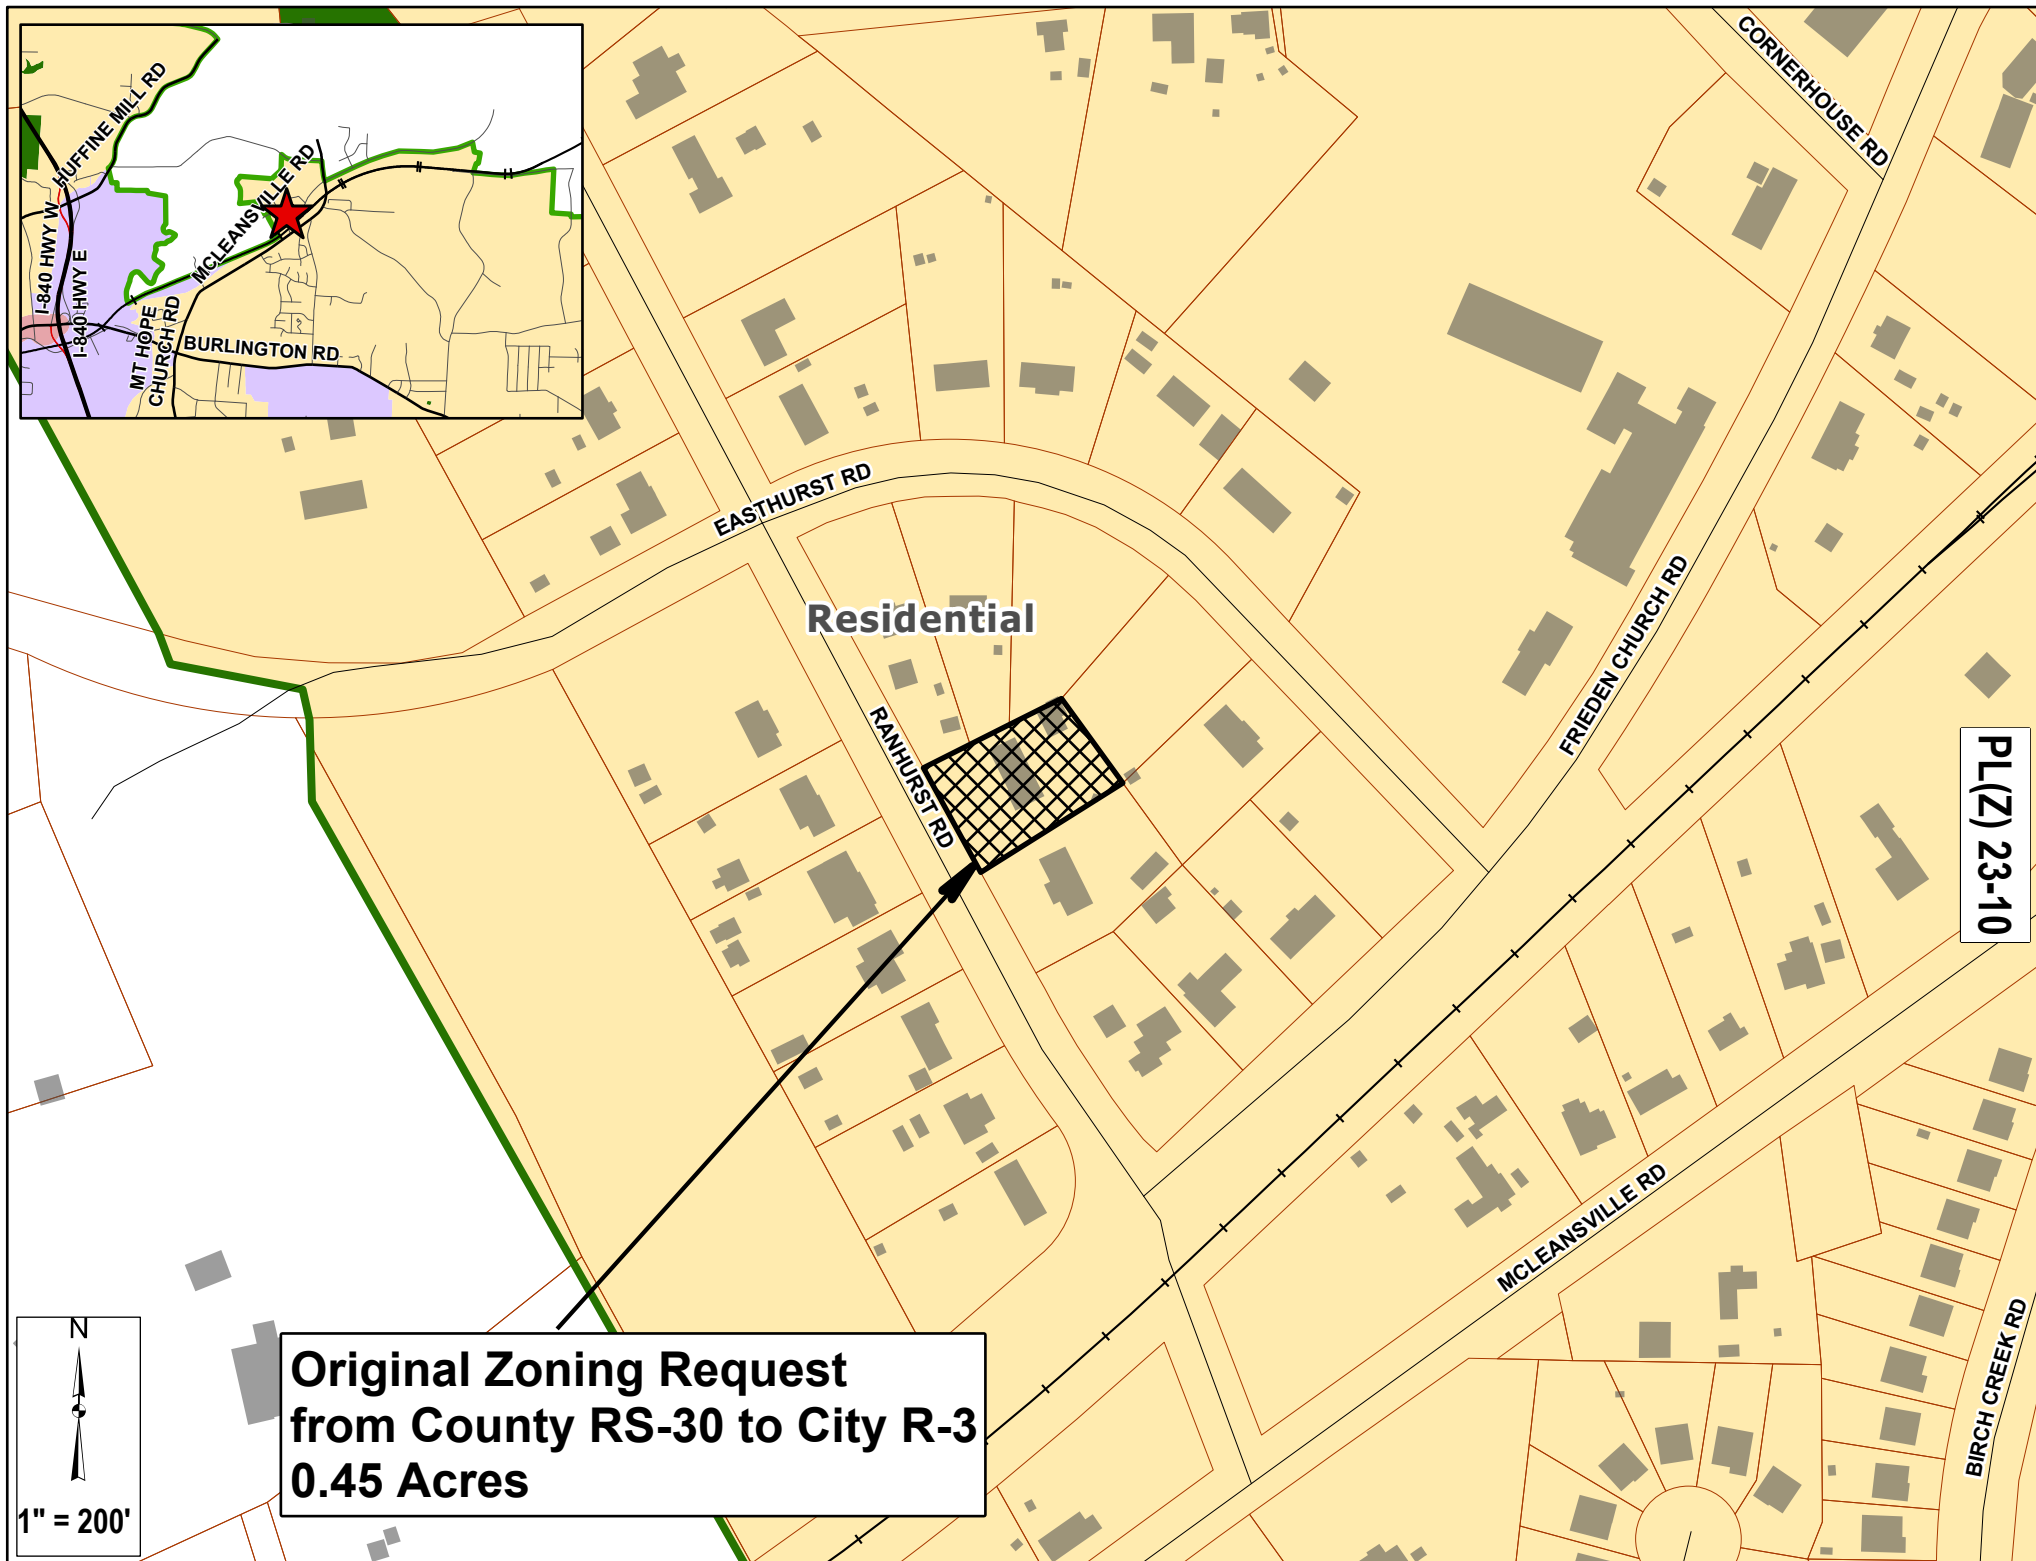 HUFFINE MILL RD
MCLEANSVILLE RD
I-840 HWY W
I-840 HWY E
MT HOPE
CHURCH RD
BURLINGTON RD
CORNERHOUSE RD
EASTHURST RD
Residential
RANHURST RD
FRIEDEN CHURCH RD
PL(Z) 23-10
MCLEANSVILLE RD
BIRCH CREEK RD
N
1" = 200'
Original Zoning Request
from County RS-30 to City R-3
0.45 Acres